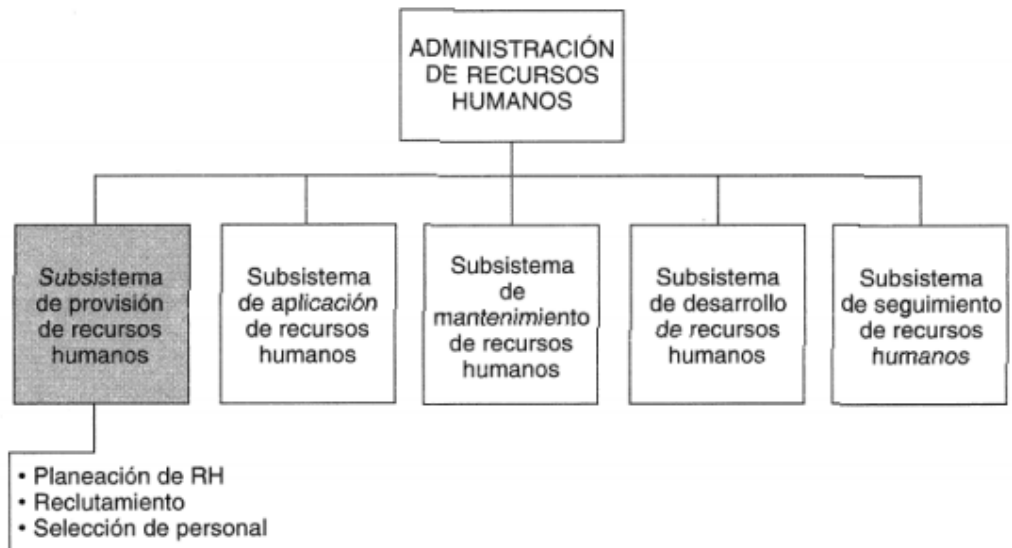 ADMINISTRACIÓN
DE RECURSOS
HUMANOS
Subsistema
de provisión
de recursos
humanos
Subsistema
de aplicación
de recursos
humanos
Subsistema
de
mantenimiento
de recursos
humanos
Subsistema
de desarrollo
de recursos
humanos
Subsistema
de seguimiento
de recursos
humanos
• Planeación de RH
• Reclutamiento
• Selección de personal